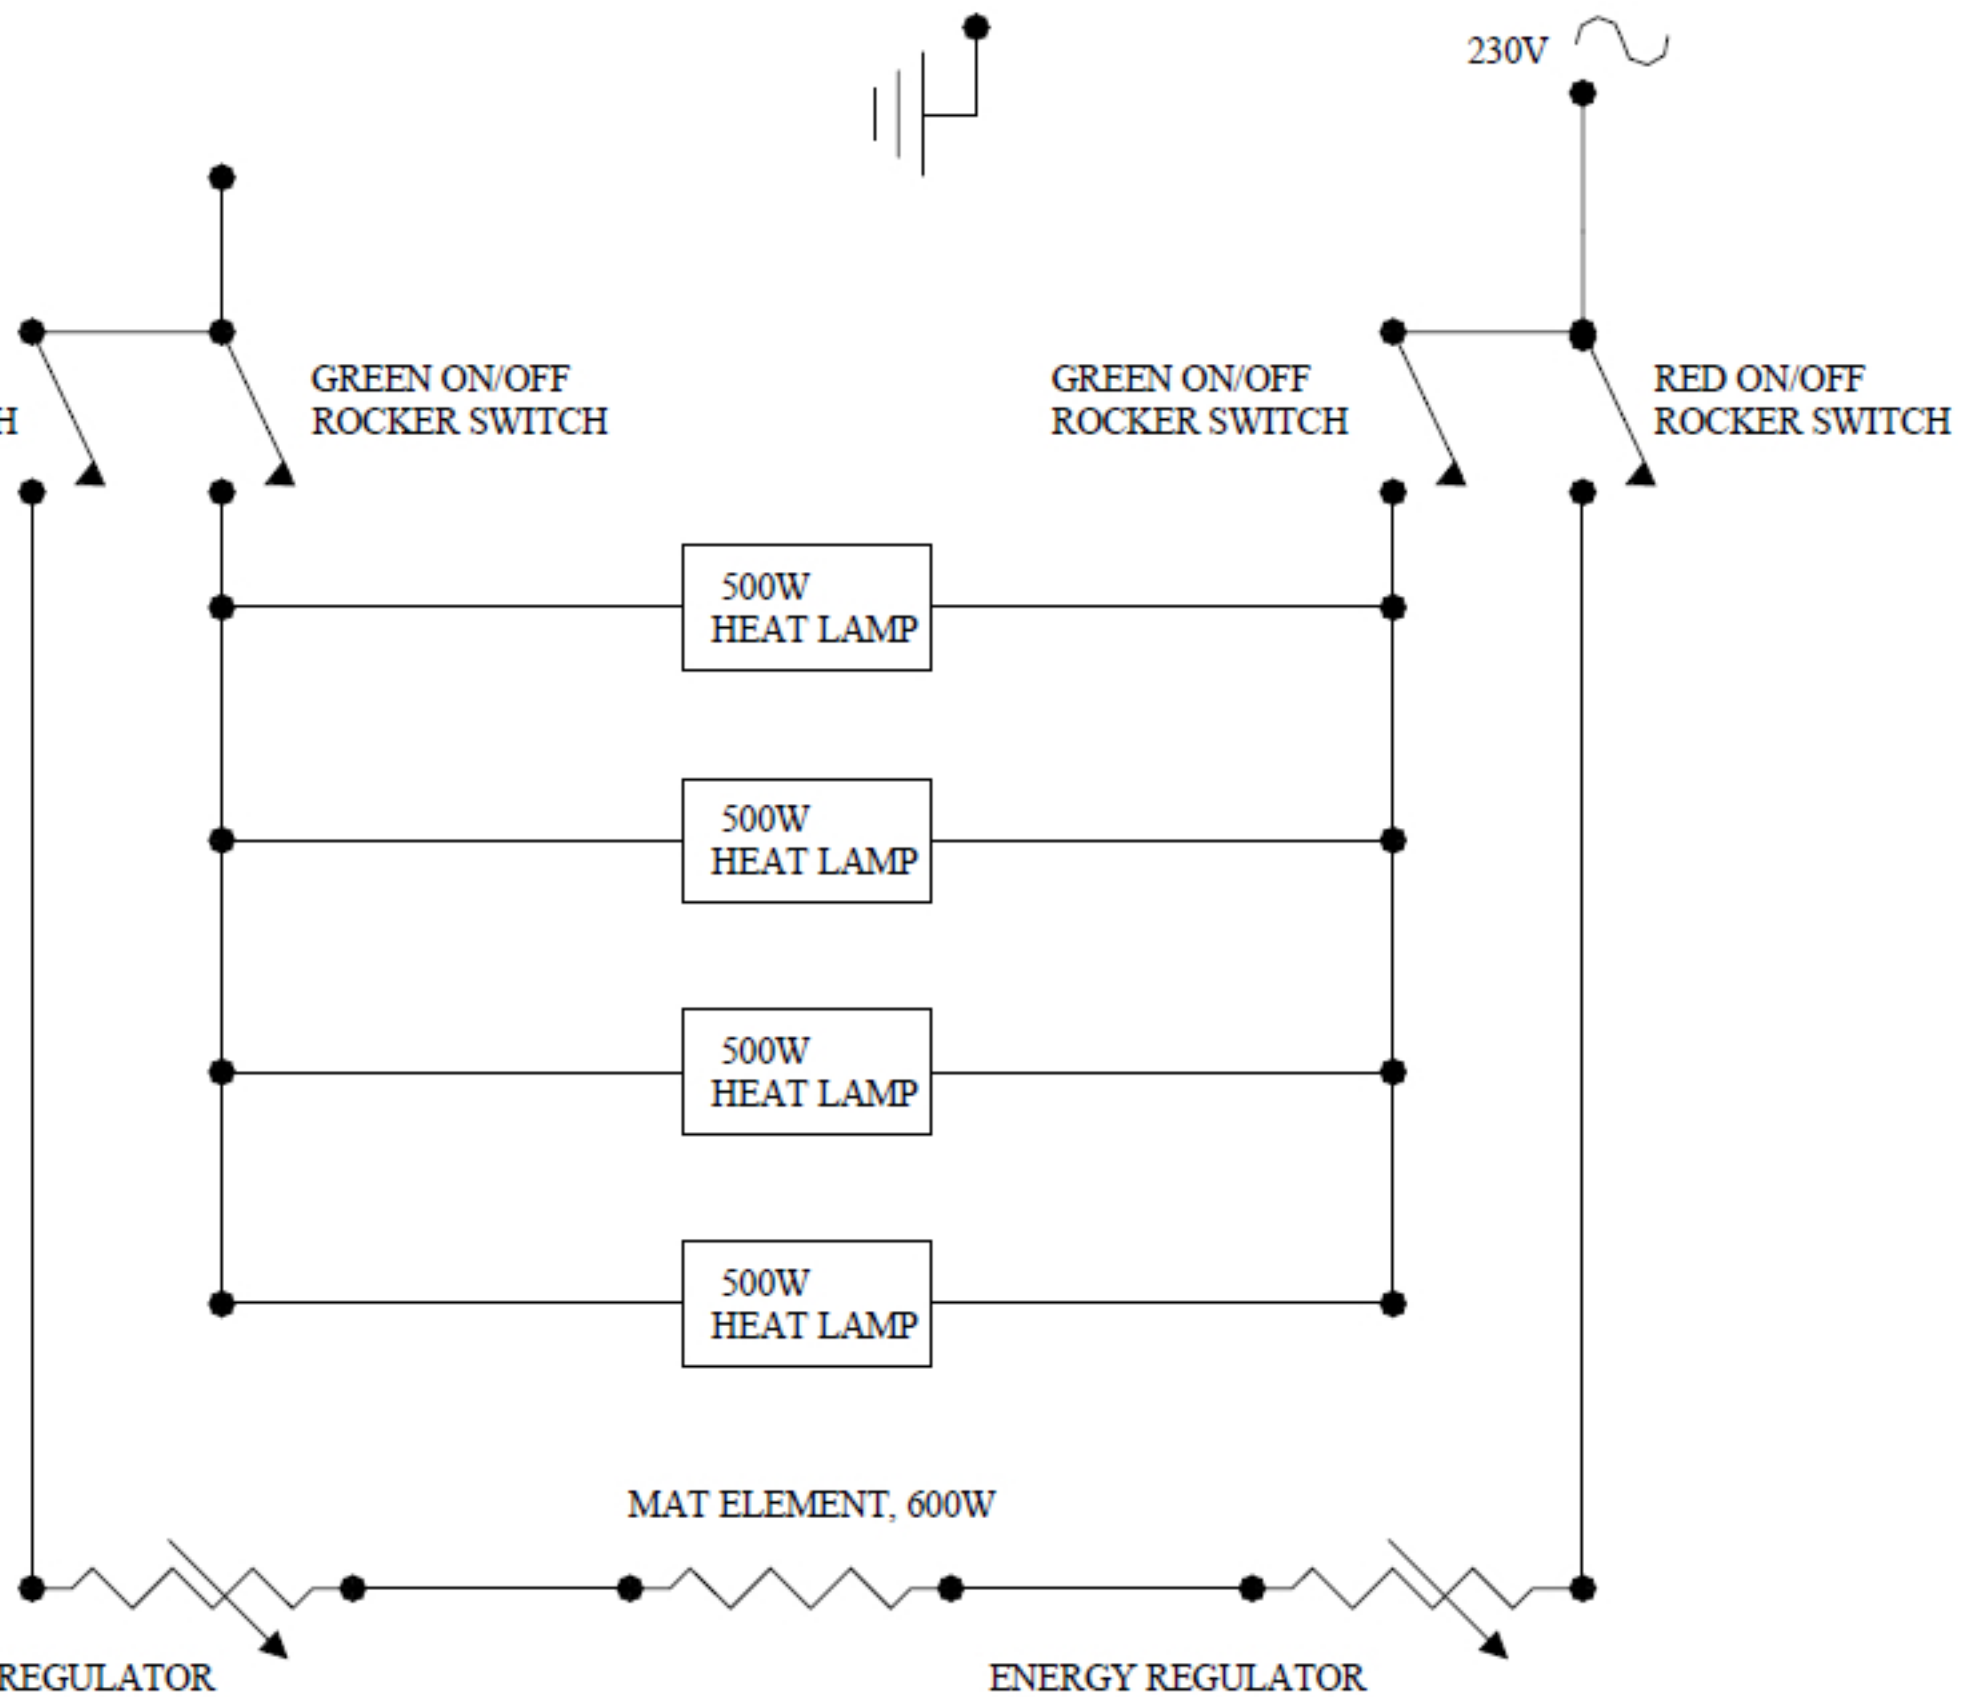 230V
GREEN ON/OFF
ROCKER SWITCH
GREEN ON/OFF
ROCKER SWITCH
RED ON/OFF
ROCKER SWITCH
H
500W
HEAT LAMP
500W
HEAT LAMP
500W
HEAT LAMP
500W
HEAT LAMP
MAT ELEMENT, 600W
REGULATOR
ENERGY REGULATOR